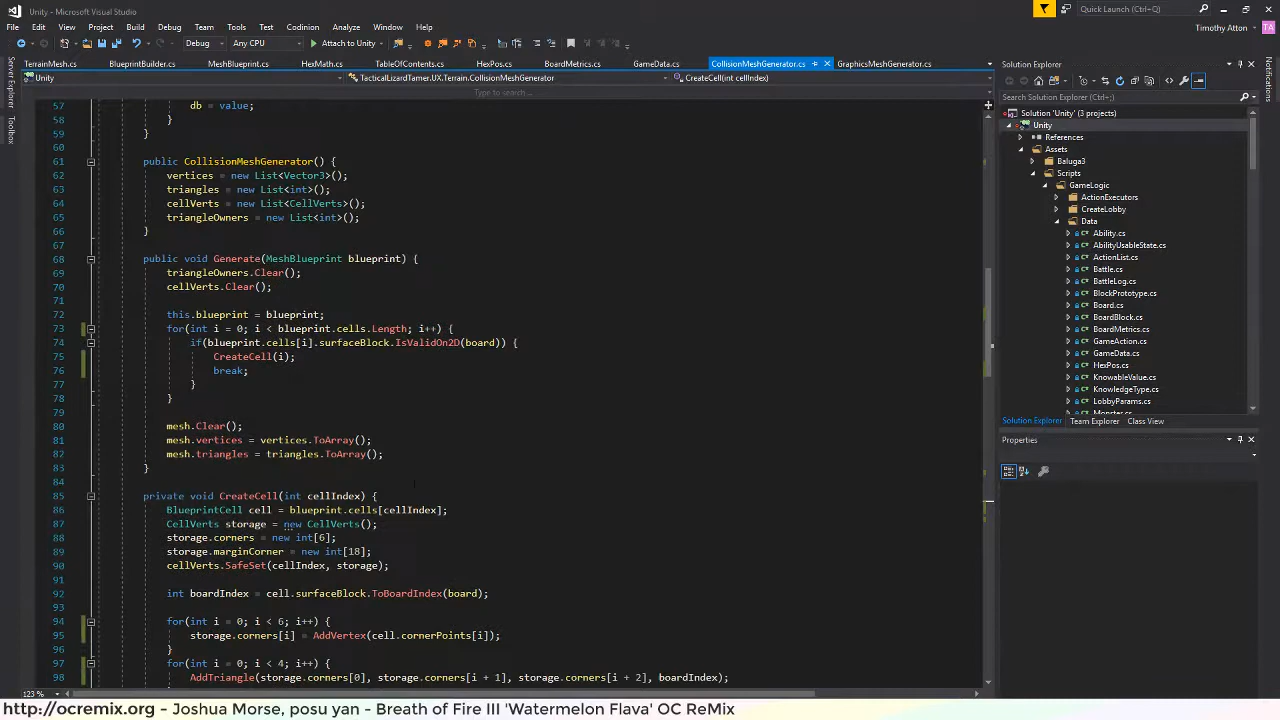 Unity - Microsoft Visual Studio
Quick Launch (Ctrl+Q)
File Edit View Project Build Debug Team Tools Test Codinion Analyze Window Help
Timothy Atton TA
Debug Any CPU Attach to Unity
TerrainMesh.cs BlueprintBuilder.cs MeshBlueprint.cs HexMath.cs TableOfContents.cs HexPos.cs BoardMetrics.cs GameData.cs CollisionMeshGenerator.cs GraphicsMeshGenerator.cs
Unity TacticalLizardTamer.UX.Terrain.CollisionMeshGenerator CreateCell(int cellIndex)
Type to search...
57 db = value;
58 }
59 }
60
61 public CollisionMeshGenerator() {
62 vertices = new List<Vector3>();
63 triangles = new List<int>();
64 cellVerts = new List<CellVerts>();
65 triangleOwners = new List<int>();
66 }
67
68 public void Generate(MeshBlueprint blueprint) {
69 triangleOwners.Clear();
70 cellVerts.Clear();
71
72 this.blueprint = blueprint;
73 for(int i = 0; i < blueprint.cells.Length; i++) {
74 if(blueprint.cells[i].surfaceBlock.IsValidOn2D(board)) {
75 CreateCell(i);
76 break;
77 }
78 }
79
80 mesh.Clear();
81 mesh.vertices = vertices.ToArray();
82 mesh.triangles = triangles.ToArray();
83 }
84
85 private void CreateCell(int cellIndex) {
86 BlueprintCell cell = blueprint.cells[cellIndex];
87 CellVerts storage = new CellVerts();
88 storage.corners = new int[6];
89 storage.marginCorner = new int[18];
90 cellVerts.SafeSet(cellIndex, storage);
91
92 int boardIndex = cell.surfaceBlock.ToBoardIndex(board);
93
94 for(int i = 0; i < 6; i++) {
95 storage.corners[i] = AddVertex(cell.cornerPoints[i]);
96 }
97 for(int i = 0; i < 4; i++) {
98 AddTriangle(storage.corners[0], storage.corners[i + 1], storage.corners[i + 2], boardIndex);
123 %
Server Explorer
Toolbox
Notifications
Solution Explorer
Search Solution Explorer
Solution 'Unity' (3 projects)
Unity
References
Assets
Baluga3
Scripts
GameLogic
ActionExecutors
CreateLobby
Data
Ability.cs
AbilityUsableState.cs
ActionList.cs
Battle.cs
BattleLog.cs
BlockPrototype.cs
Board.cs
BoardBlock.cs
BoardMetrics.cs
GameAction.cs
GameData.cs
HexPos.cs
KnowableValue.cs
KnowledgeType.cs
LobbyParams.cs
Monster.cs
Solution Explorer Team Explorer Class View
Properties
http://ocremix.org - Joshua Morse, posu yan - Breath of Fire III 'Watermelon Flava' OC ReMix